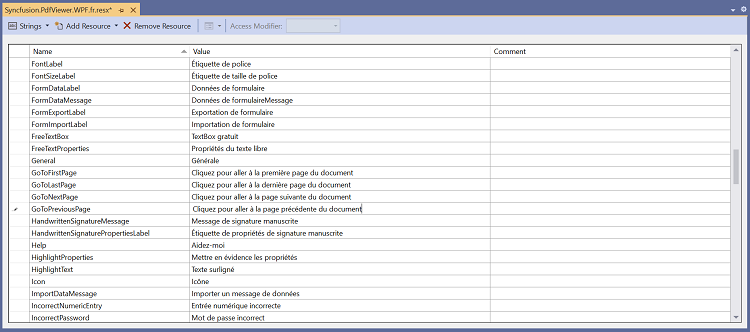 Syncfusion.PdfViewer.WPF.fr.resx*
Strings Add Resource Remove Resource Access Modifier:
Name Value Comment
FontLabel Étiquette de police
FontSizeLabel Étiquette de taille de police
FormDataLabel Données de formulaire
FormDataMessage Données de formulaireMessage
FormExportLabel Exportation de formulaire
FormImportLabel Importation de formulaire
FreeTextBox TextBox gratuit
FreeTextProperties Propriétés du texte libre
General Générale
GoToFirstPage Cliquez pour aller à la première page du document
GoToLastPage Cliquez pour aller à la dernière page du document
GoToNextPage Cliquez pour aller à la page suivante du document
GoToPreviousPage Cliquez pour aller à la page précédente du document
HandwrittenSignatureMessage Message de signature manuscrite
HandwrittenSignaturePropertiesLabel Étiquette de propriétés de signature manuscrite
Help Aidez-moi
HighlightProperties Mettre en évidence les propriétés
HighlightText Texte surligné
Icon Icône
ImportDataMessage Importer un message de données
IncorrectNumericEntry Entrée numérique incorrecte
IncorrectPassword Mot de passe incorrect